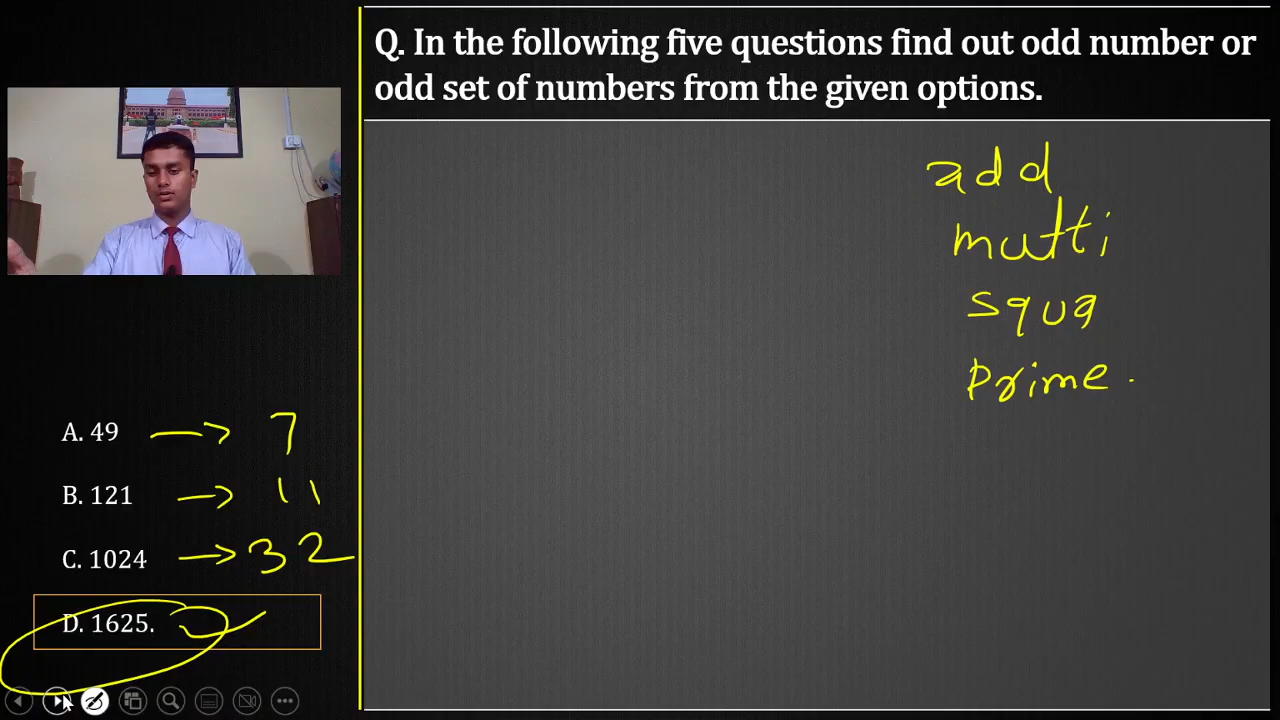 Q. In the following five questions find out odd number or
odd set of numbers from the given options.
add
multi
squa
Prime.
A. 49 → 7
B. 121 → 11
C. 1024 → 32
D. 1625.